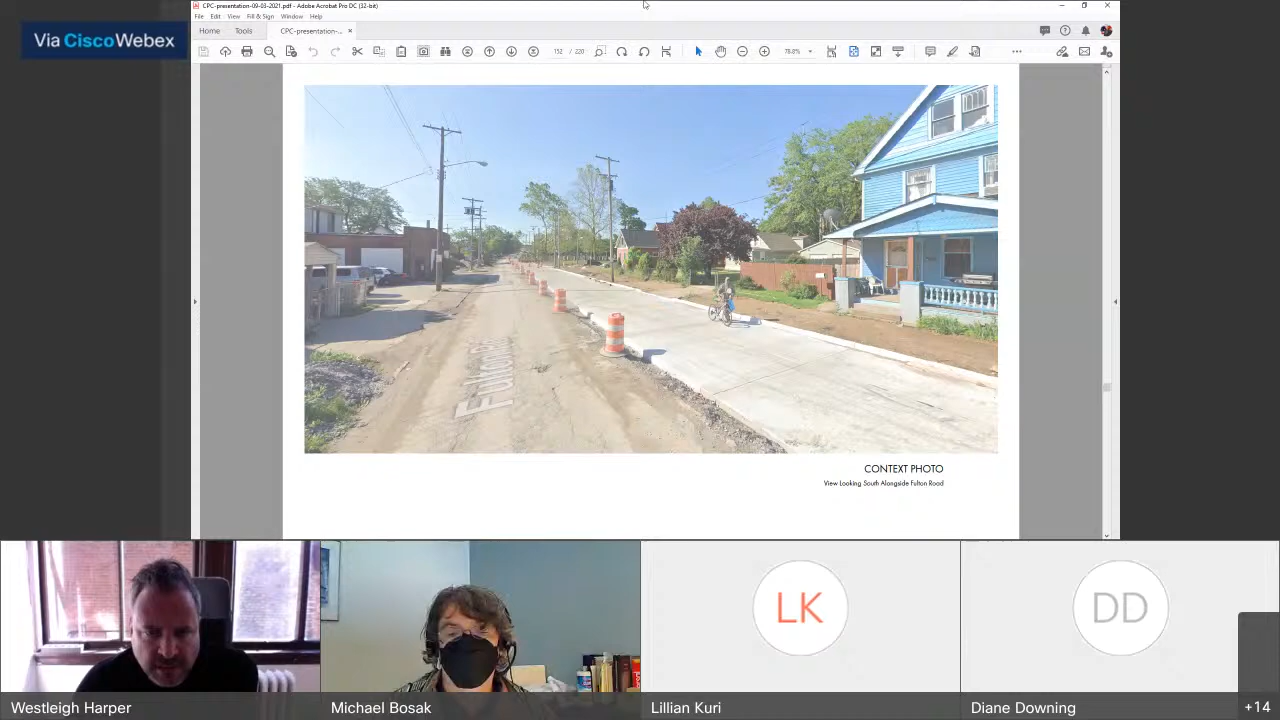 Via CiscoWebex
CPC-presentation-09-03-2021.pdf - Adobe Acrobat Pro DC (32-bit)
File Edit View Fill & Sign Window Help
Home Tools CPC-presentation-... ×
152 / 220 78.8%
Fulton Rd
CONTEXT PHOTO
View Looking South Alongside Fulton Road
LK
DD
Westleigh Harper
Michael Bosak
Lillian Kuri
Diane Downing
+14